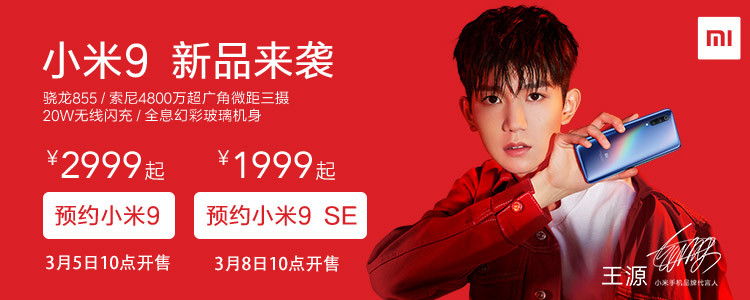 小米9 新品来袭
骁龙855 / 索尼4800万超广角微距三摄
20W无线闪充 / 全息幻彩玻璃机身
¥2999起
¥1999起
预约小米9
预约小米9 SE
3月5日10点开售
3月8日10点开售
mi
王源
小米手机品牌代言人